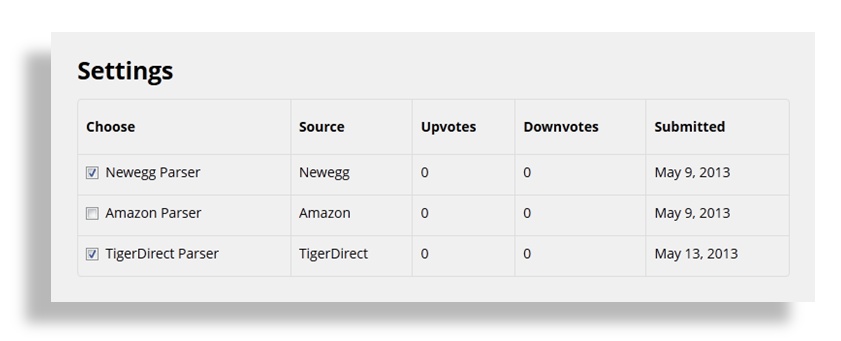 Settings
Choose Source Upvotes Downvotes Submitted
Newegg Parser Newegg 0 0 May 9, 2013
Amazon Parser Amazon 0 0 May 9, 2013
TigerDirect Parser TigerDirect 0 0 May 13, 2013